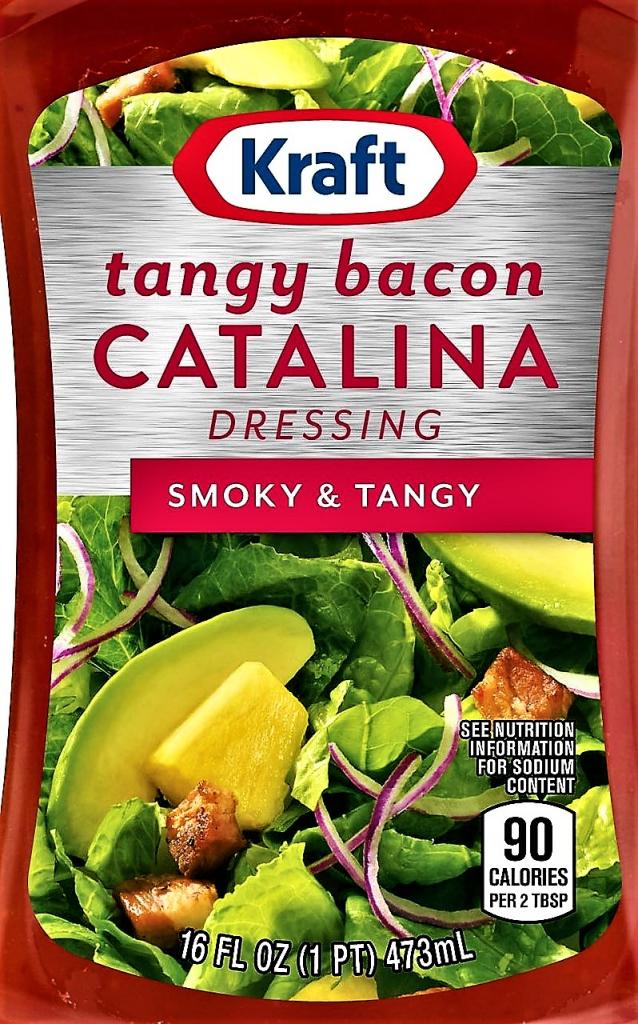 Kraft
tangy bacon
CATALINA
DRESSING
SMOKY & TANGY
SEE NUTRITION
INFORMATION
FOR SODIUM
CONTENT
90
CALORIES
PER 2 TBSP
16 FL OZ (1 PT) 473mL